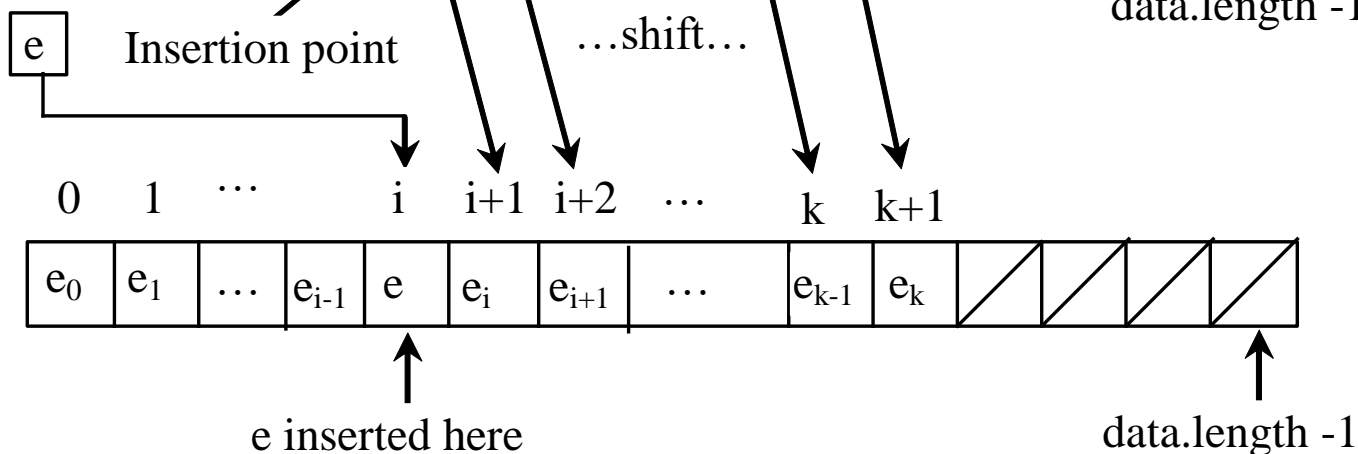 data.length -1
e Insertion point …shift…
0 1 … i i+1 i+2 … k k+1
e₀ e₁ … eᵢ₋₁ e eᵢ eᵢ₊₁ … eₖ₋₁ eₖ
e inserted here data.length -1